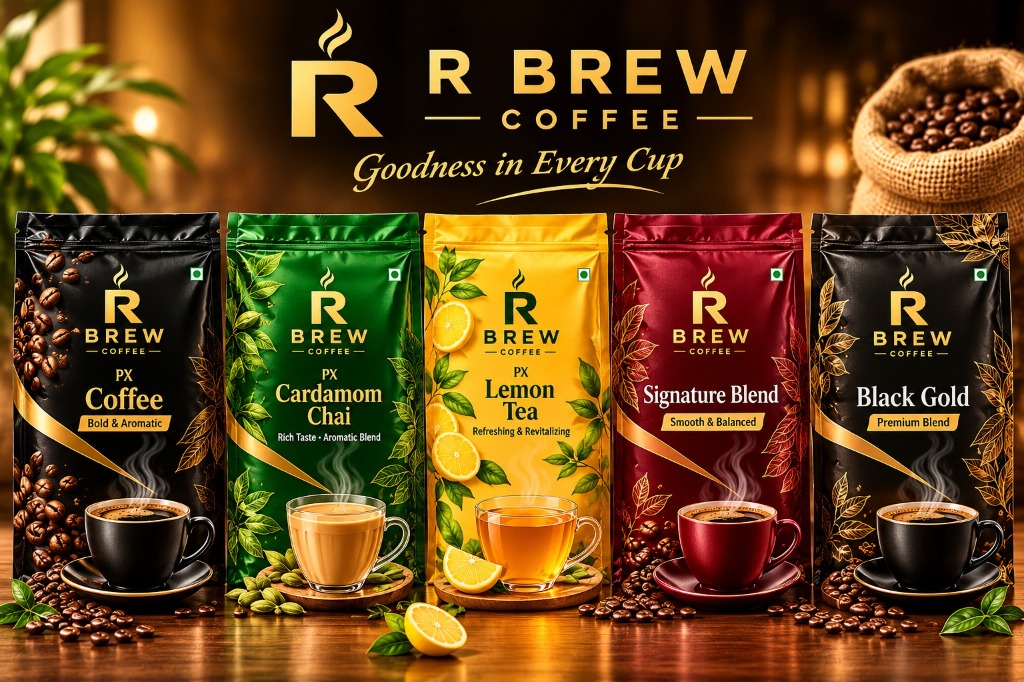 R
R BREW
COFFEE
Goodness in Every Cup
R
BREW
COFFEE
PX
Coffee
Bold & Aromatic
R
BREW
COFFEE
PX
Cardamom
Chai
Rich Taste • Aromatic Blend
R
BREW
COFFEE
PX
Lemon
Tea
Refreshing & Revitalizing
R
BREW
COFFEE
Signature Blend
Smooth & Balanced
R
BREW
COFFEE
Black Gold
Premium Blend